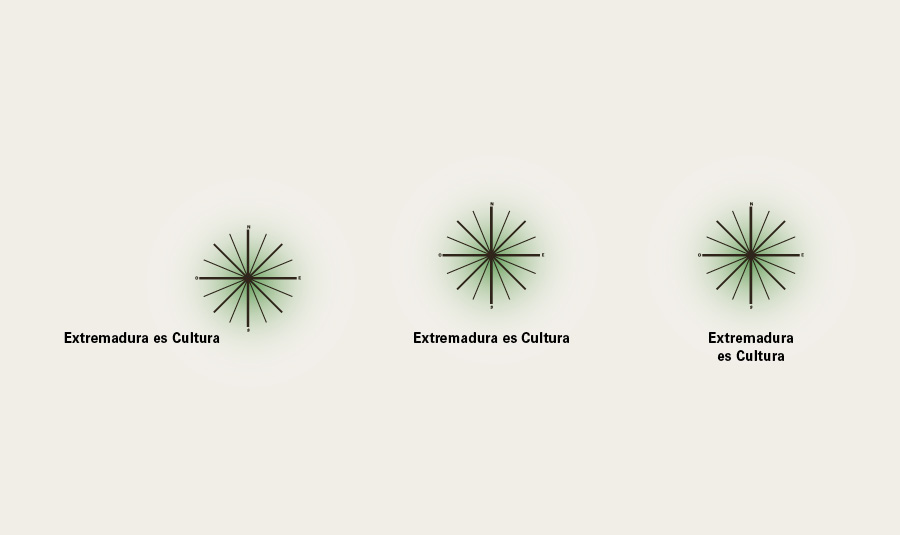 N
O E
Extremadura es Cultura
N
O E
Extremadura es Cultura
N
O E
Extremadura
es Cultura